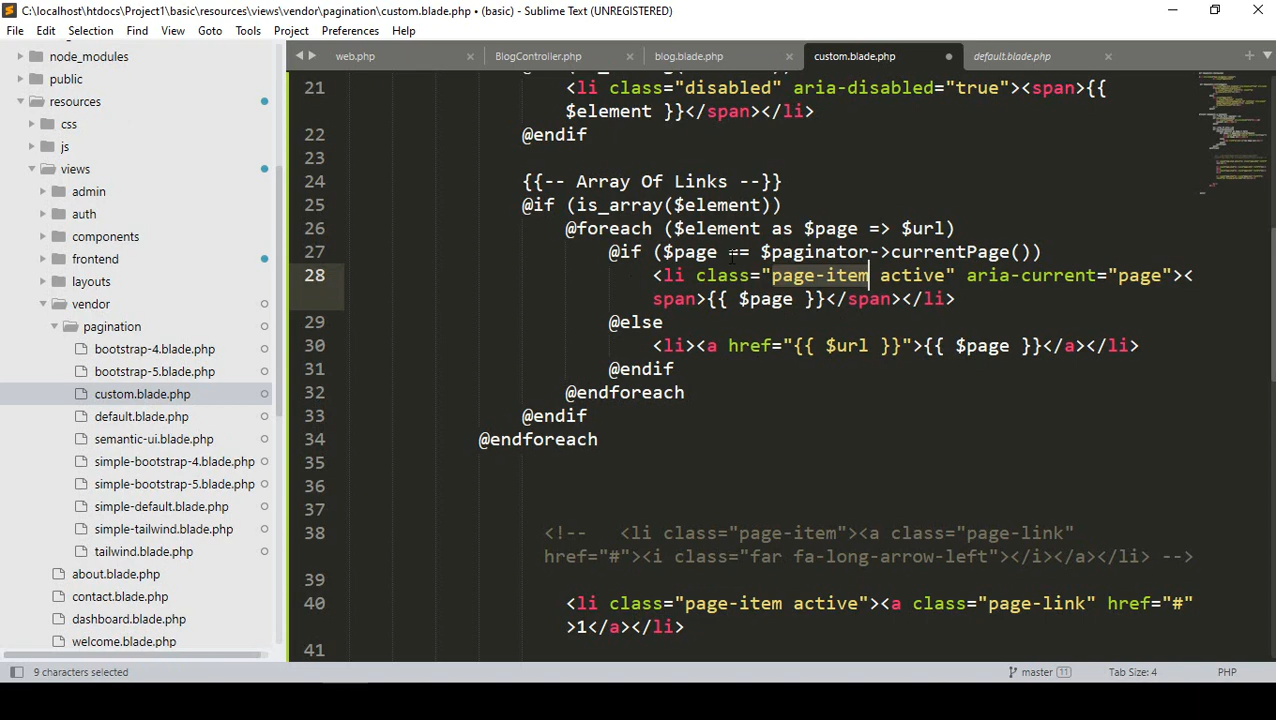 C:\localhost\htdocs\Project1\basic\resources\views\vendor\pagination\custom.blade.php • (basic) - Sublime Text (UNREGISTERED)
File Edit Selection Find View Goto Tools Project Preferences Help
node_modules
public
resources
css
js
views
admin
auth
components
frontend
layouts
vendor
pagination
bootstrap-4.blade.php
bootstrap-5.blade.php
custom.blade.php
default.blade.php
semantic-ui.blade.php
simple-bootstrap-4.blade.php
simple-bootstrap-5.blade.php
simple-default.blade.php
simple-tailwind.blade.php
tailwind.blade.php
about.blade.php
contact.blade.php
dashboard.blade.php
welcome.blade.php
web.php BlogController.php blog.blade.php custom.blade.php default.blade.php
21 <li class="disabled" aria-disabled="true"><span>{{
$element }}</span></li>
22 @endif
23
24 {{-- Array Of Links --}}
25 @if (is_array($element))
26 @foreach ($element as $page => $url)
27 @if ($page == $paginator->currentPage())
28 <li class="page-item active" aria-current="page"><
span>{{ $page }}</span></li>
29 @else
30 <li><a href="{{ $url }}">{{ $page }}</a></li>
31 @endif
32 @endforeach
33 @endif
34 @endforeach
35
36
37
38 <!-- <li class="page-item"><a class="page-link"
href="#"><i class="far fa-long-arrow-left"></i></a></li> -->
39
40 <li class="page-item active"><a class="page-link" href="#"
>1</a></li>
41
9 characters selected master 11 Tab Size: 4 PHP